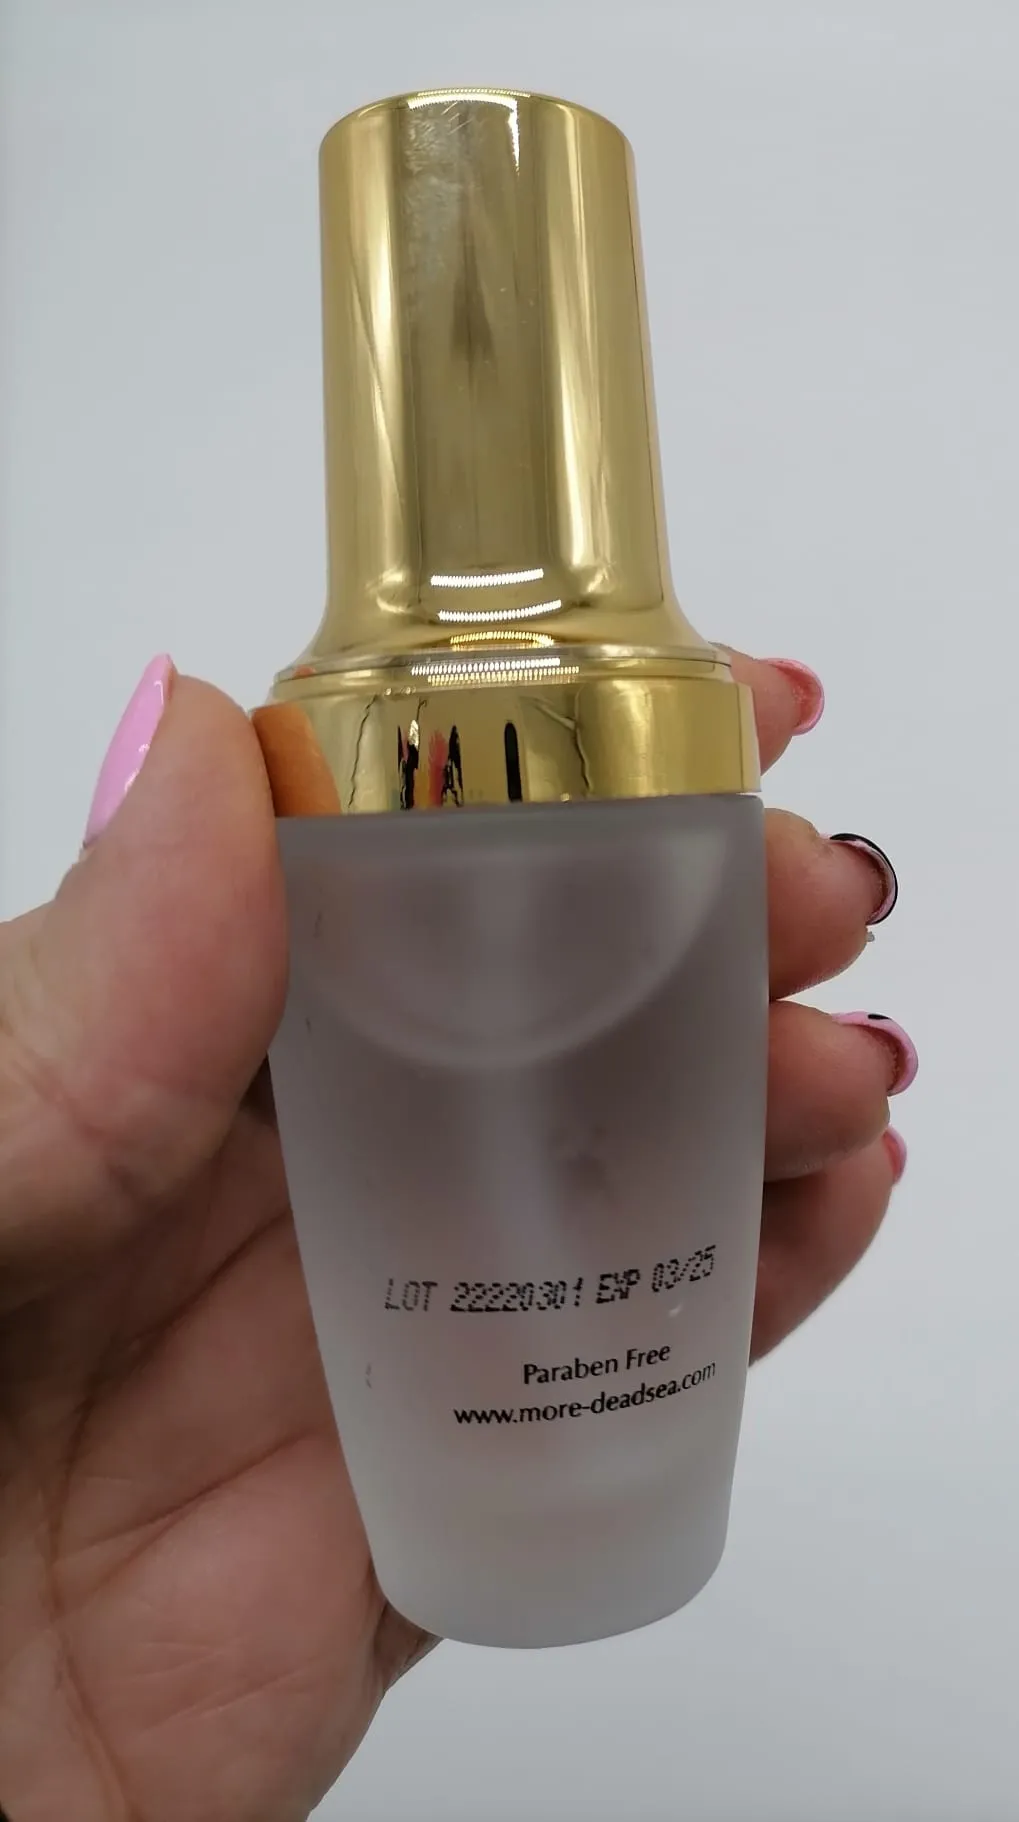 LOT 22220301 EXP 03/25
Paraben Free
www.more-deadsea.com